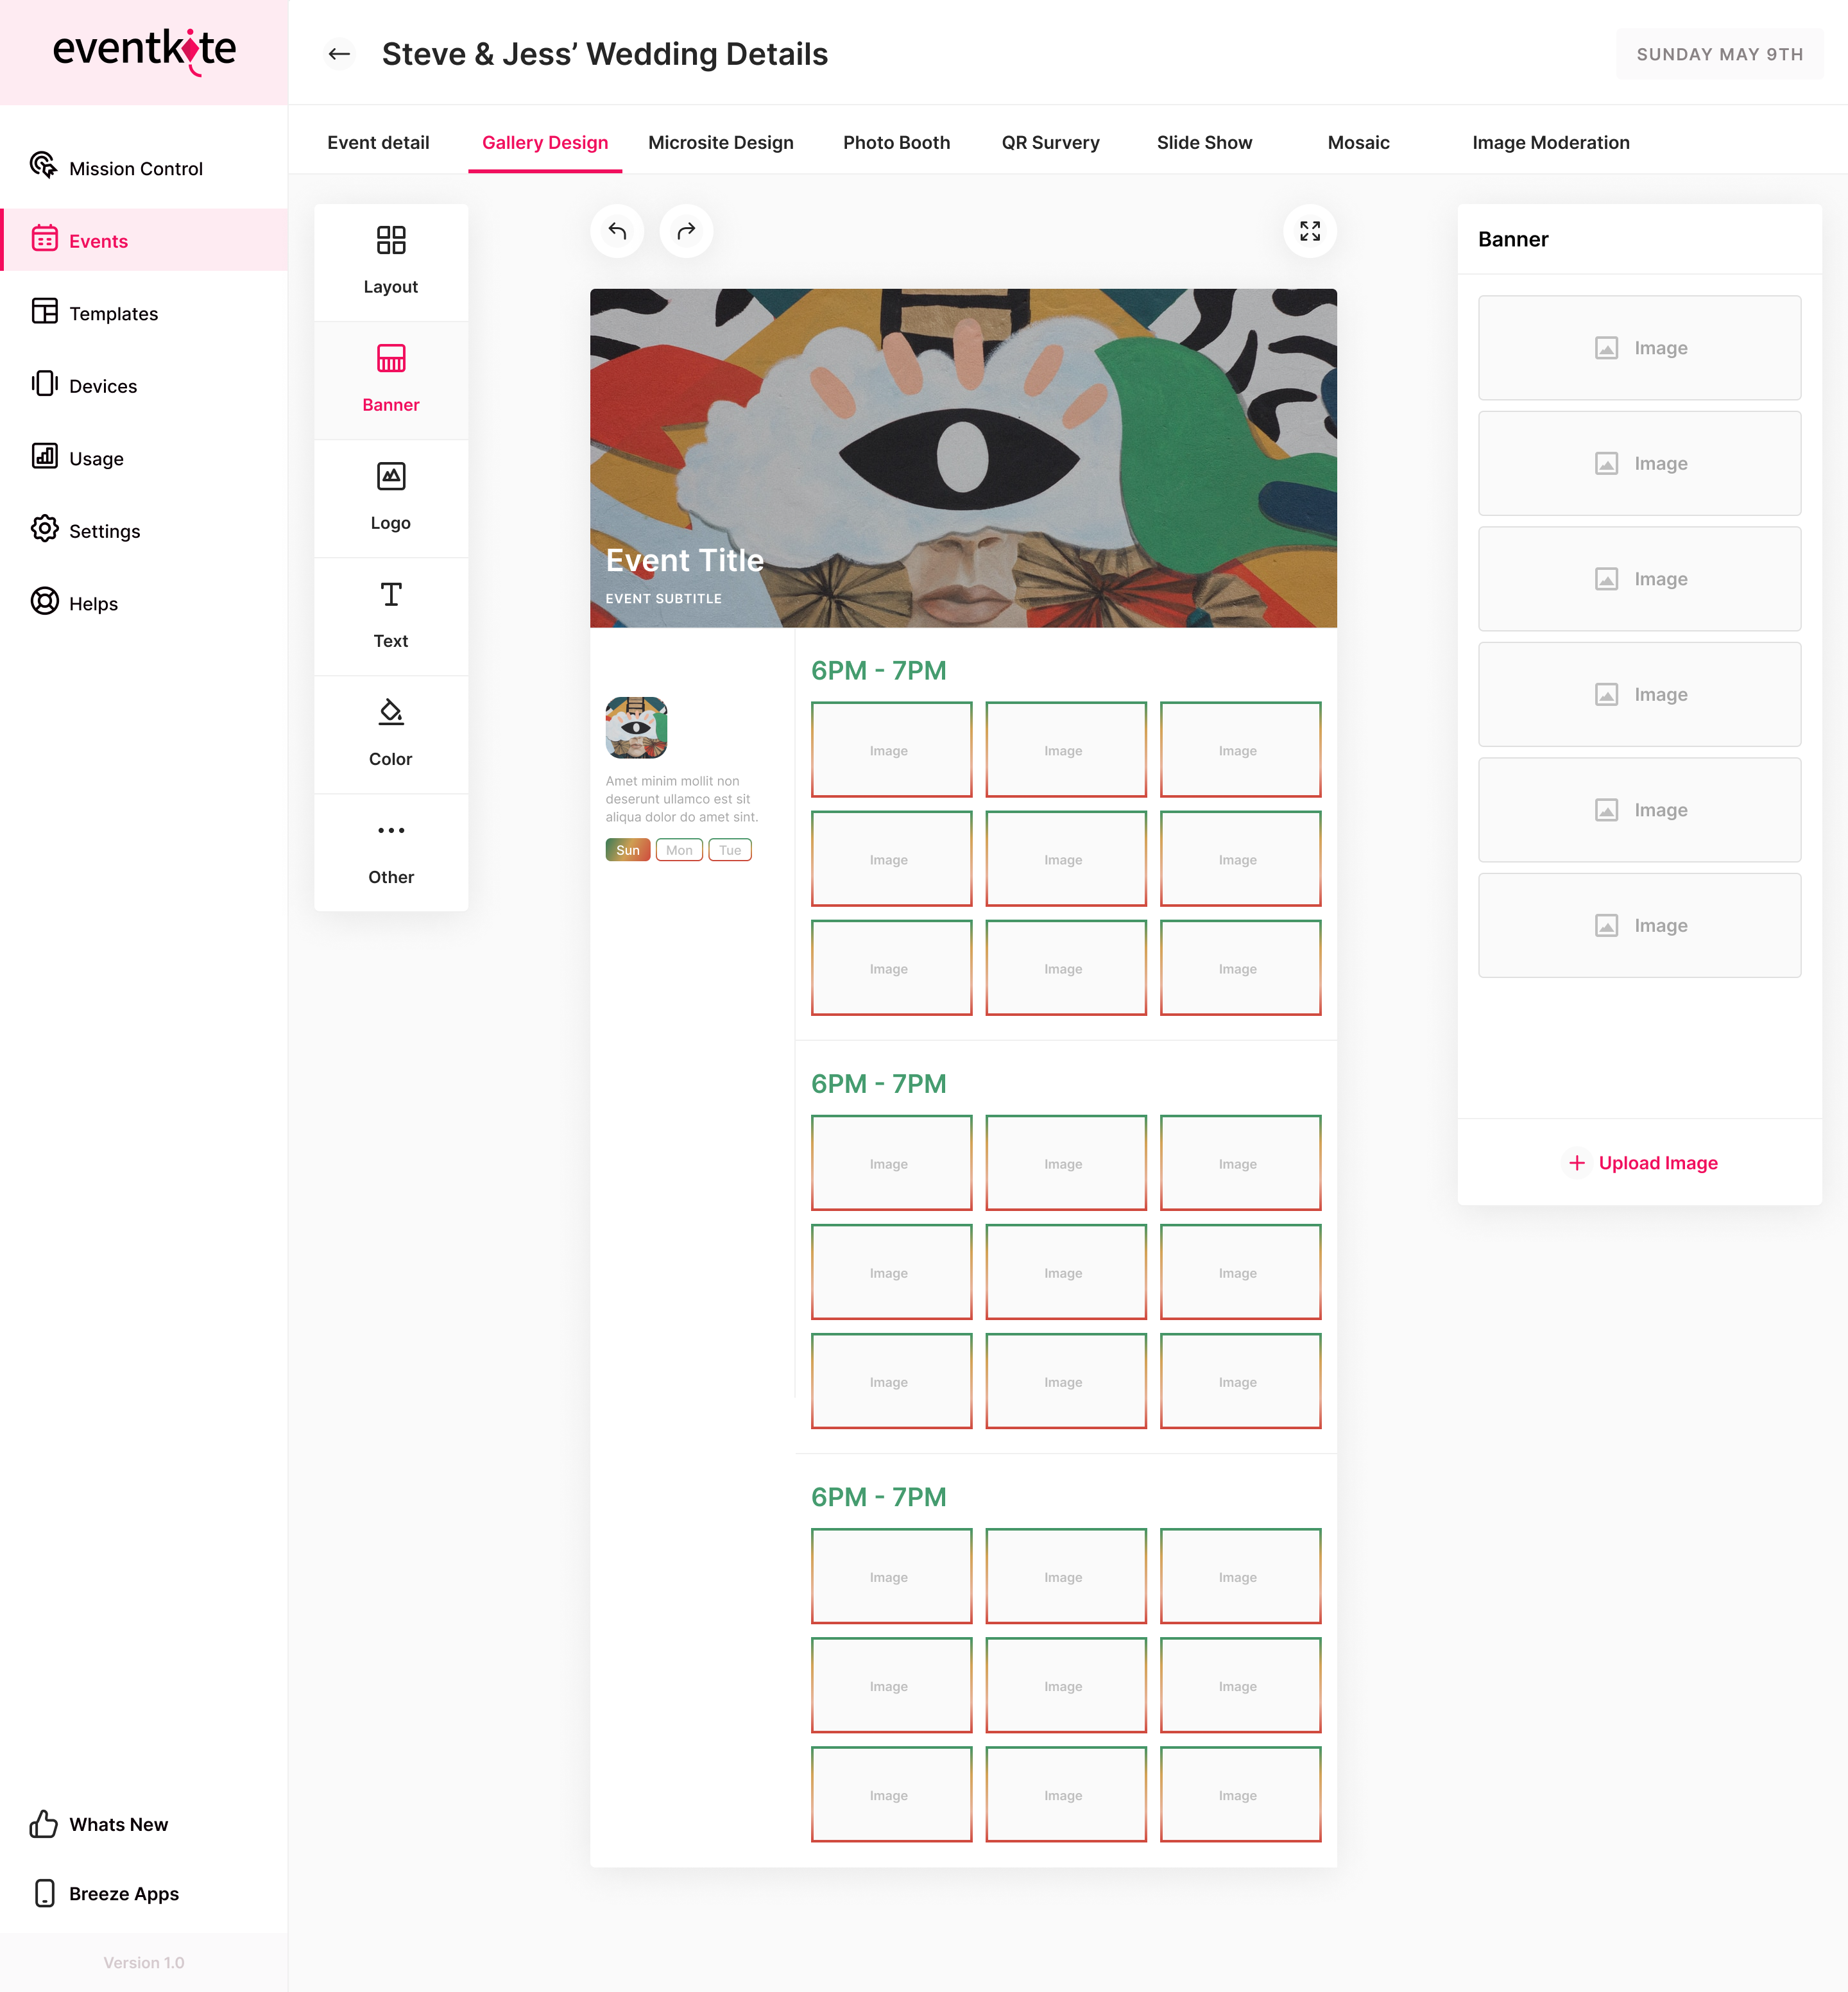 eventkite
Steve & Jess’ Wedding Details
SUNDAY MAY 9TH
Mission Control
Events
Templates
Devices
Usage
Settings
Helps
Whats New
Breeze Apps
Version 1.0
Event detail
Gallery Design
Microsite Design
Photo Booth
QR Survery
Slide Show
Mosaic
Image Moderation
Layout
Banner
Logo
Text
Color
Other
Event Title
EVENT SUBTITLE
Amet minim mollit non
deserunt ullamco est sit
aliqua dolor do amet sint.
Sun Mon Tue
6PM - 7PM
Image Image Image
Image Image Image
Image Image Image
6PM - 7PM
Image Image Image
Image Image Image
Image Image Image
6PM - 7PM
Image Image Image
Image Image Image
Image Image Image
Banner
Image
Image
Image
Image
Image
Image
Upload Image